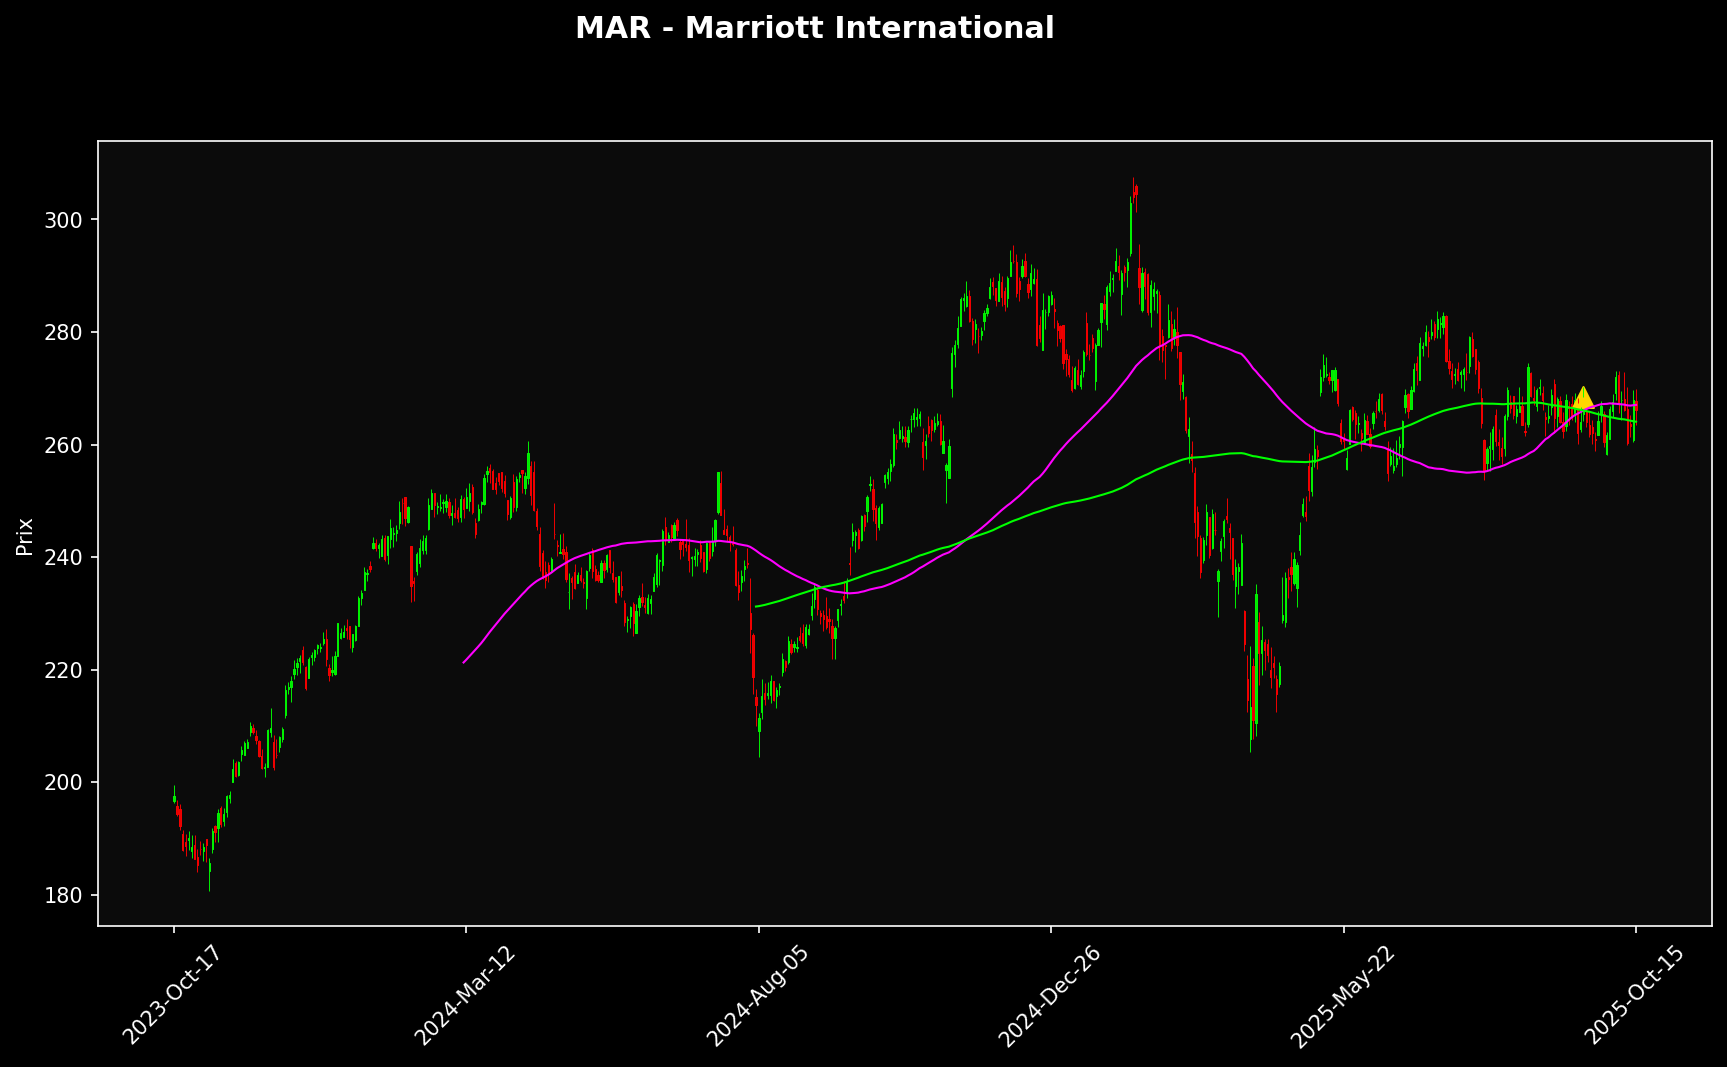 MAR - Marriott International
Prix
300
280
260
240
220
200
180
2023-Oct-17
2024-Mar-12
2024-Aug-05
2024-Dec-26
2025-May-22
2025-Oct-15